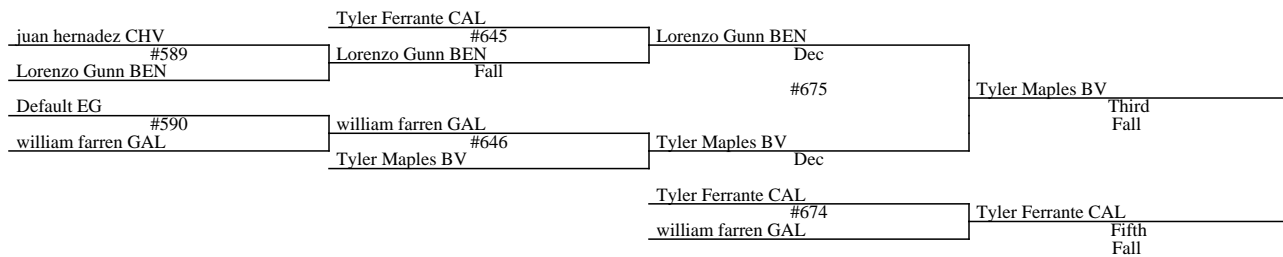 juan hernadez CHV
#589
Lorenzo Gunn BEN
Default EG
#590
william farren GAL
Tyler Ferrante CAL
#645
Lorenzo Gunn BEN
Fall
william farren GAL
#646
Tyler Maples BV
Lorenzo Gunn BEN
Dec
#675
Tyler Maples BV
Dec
Tyler Ferrante CAL
#674
william farren GAL
Tyler Maples BV
Third
Fall
Tyler Ferrante CAL
Fifth
Fall